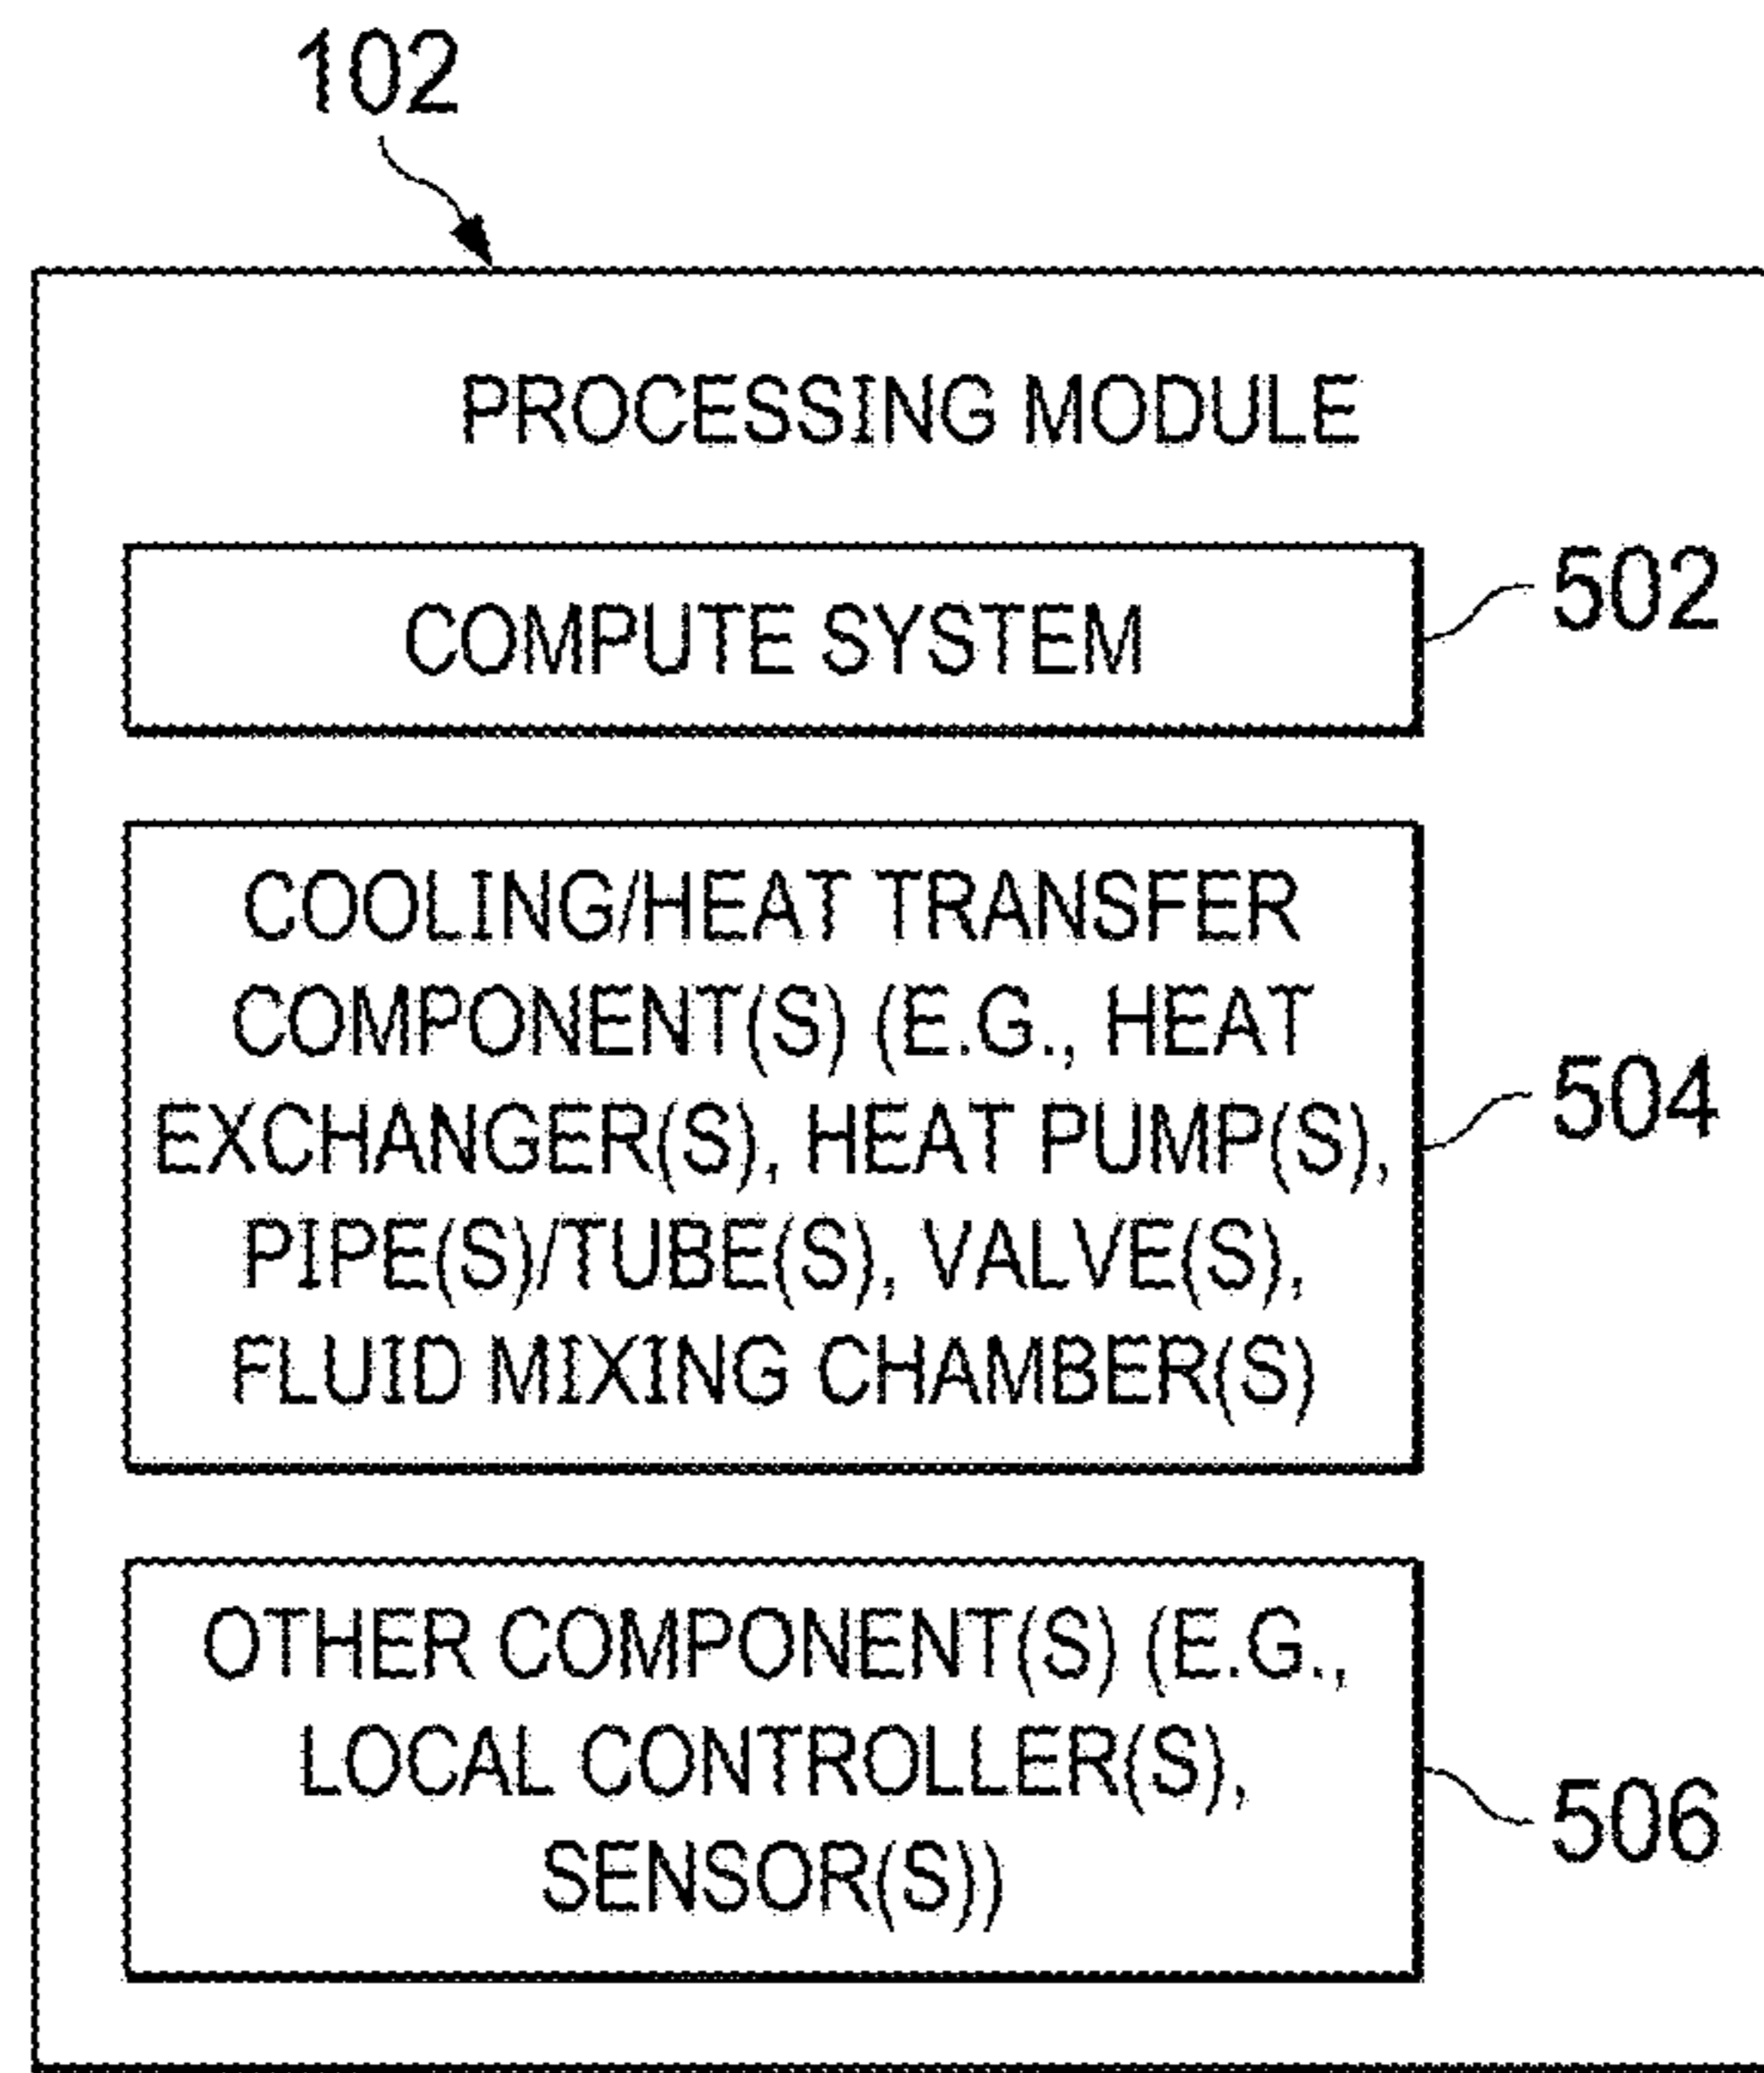 102
PROCESSING MODULE
COMPUTE SYSTEM
502
COOLING/HEAT TRANSFER
COMPONENT(S) (E.G., HEAT
EXCHANGER(S), HEAT PUMP(S),
PIPE(S)/TUBE(S), VALVE(S),
FLUID MIXING CHAMBER(S)
504
OTHER COMPONENT(S) (E.G.,
LOCAL CONTROLLER(S),
SENSOR(S))
506